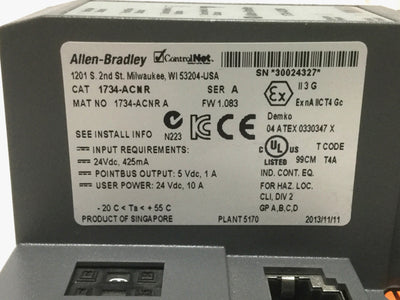 Allen-Bradley ControlNet
1201 S. 2nd St. Milwaukee, WI 53204-USA
SN *30024327*
CAT 1734-ACNR SER A
II 3 G
MAT NO 1734-ACNR A FW 1.083
Ex nA IIC T4 Gc
Demko
04 ATEX 0330347 X
SEE INSTALL INFO
N223
INPUT REQUIREMENTS:
24Vdc, 425mA
UL US T CODE
LISTED 99CM T4A
POINTBUS OUTPUT: 5 Vdc, 1 A
IND. CONT. EQ.
USER POWER: 24 Vdc, 10 A
FOR HAZ. LOC.
CLI, DIV 2
- 20 C < Ta < + 55 C
GP A,B,C,D
PRODUCT OF SINGAPORE PLANT 5170 2013/11/11